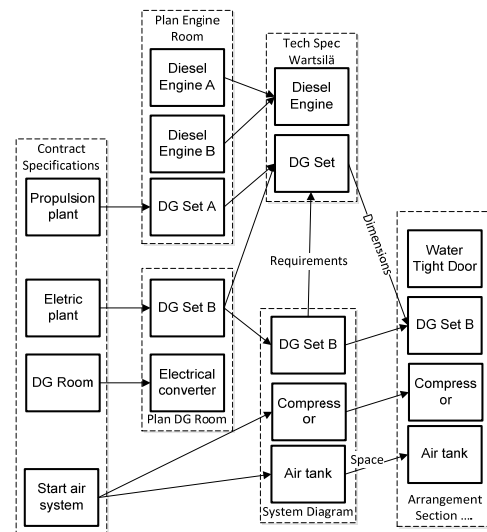 Plan Engine
Room
Diesel
Engine A
Diesel
Engine B
DG Set A
Tech Spec
Wartsilä
Diesel
Engine
DG Set
Contract
Specifications
Propulsion
plant
Eletric
plant
DG Room
Start air
system
DG Set B
Electrical
converter
Plan DG Room
Requirements
Dimensions
DG Set B
Compress
or
Air tank
System Diagram
Space
Water
Tight Door
DG Set B
Compress
or
Air tank
Arrangement
Section ....